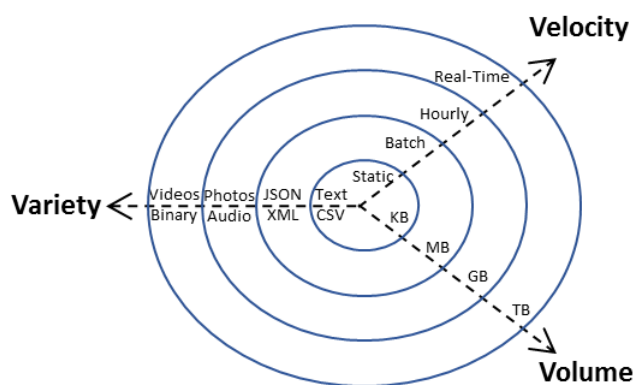 Velocity
Real-Time
Hourly
Batch
Static
Variety
Videos Photos JSON Text
Binary Audio XML CSV
KB
MB
GB
TB
Volume